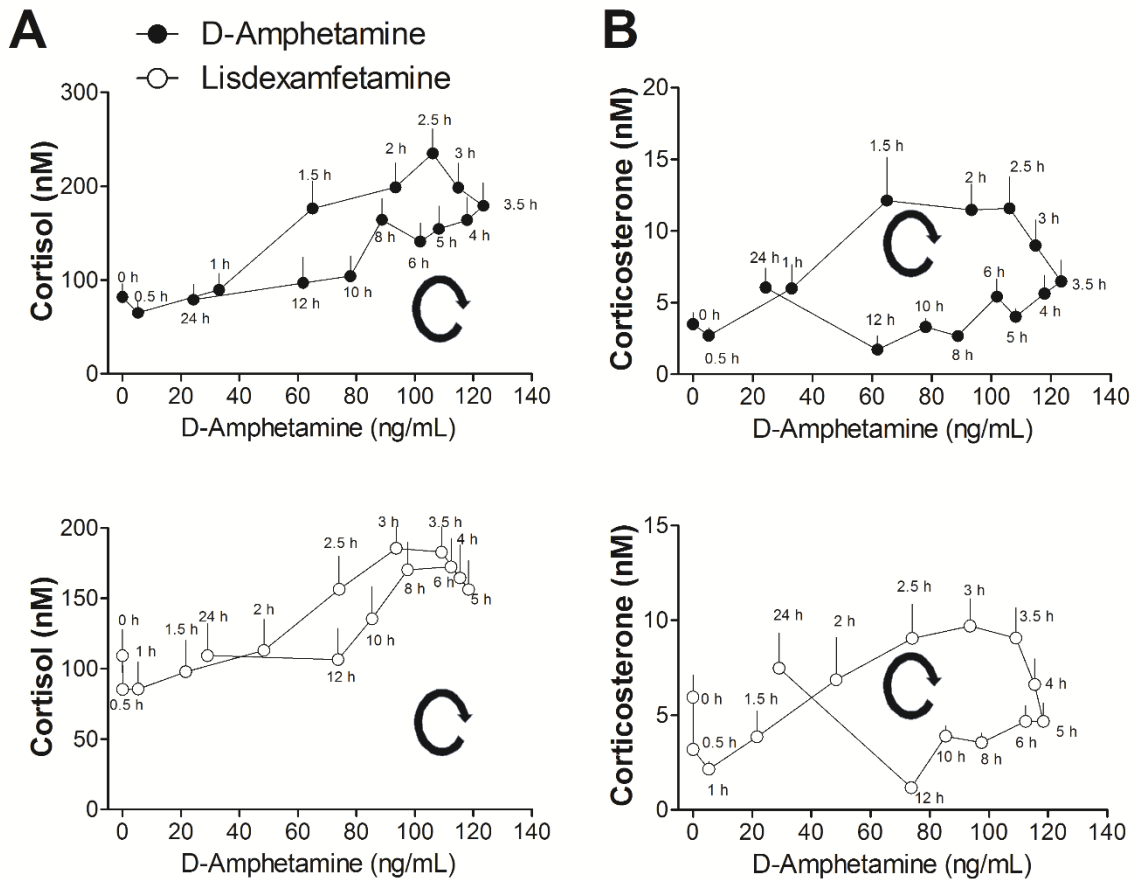 A
D-Amphetamine
Lisdexamfetamine
B
Cortisol (nM)
300
200
100
0
0 h
0.5 h
1 h
1.5 h
2 h
2.5 h
3 h
3.5 h
4 h
5 h
6 h
8 h
10 h
12 h
24 h
0 20 40 60 80 100 120 140
D-Amphetamine (ng/mL)
Corticosterone (nM)
20
15
10
5
0
0 h
0.5 h
1 h
1.5 h
2 h
2.5 h
3 h
3.5 h
4 h
5 h
6 h
8 h
10 h
12 h
24 h
0 20 40 60 80 100 120 140
D-Amphetamine (ng/mL)
Cortisol (nM)
200
150
100
50
0
0 h
0.5 h
1 h
1.5 h
2 h
2.5 h
3 h
3.5 h
4 h
5 h
6 h
8 h
10 h
12 h
24 h
0 20 40 60 80 100 120 140
D-Amphetamine (ng/mL)
Corticosterone (nM)
15
10
5
0
0 h
0.5 h
1 h
1.5 h
2 h
2.5 h
3 h
3.5 h
4 h
5 h
6 h
8 h
10 h
12 h
24 h
0 20 40 60 80 100 120 140
D-Amphetamine (ng/mL)